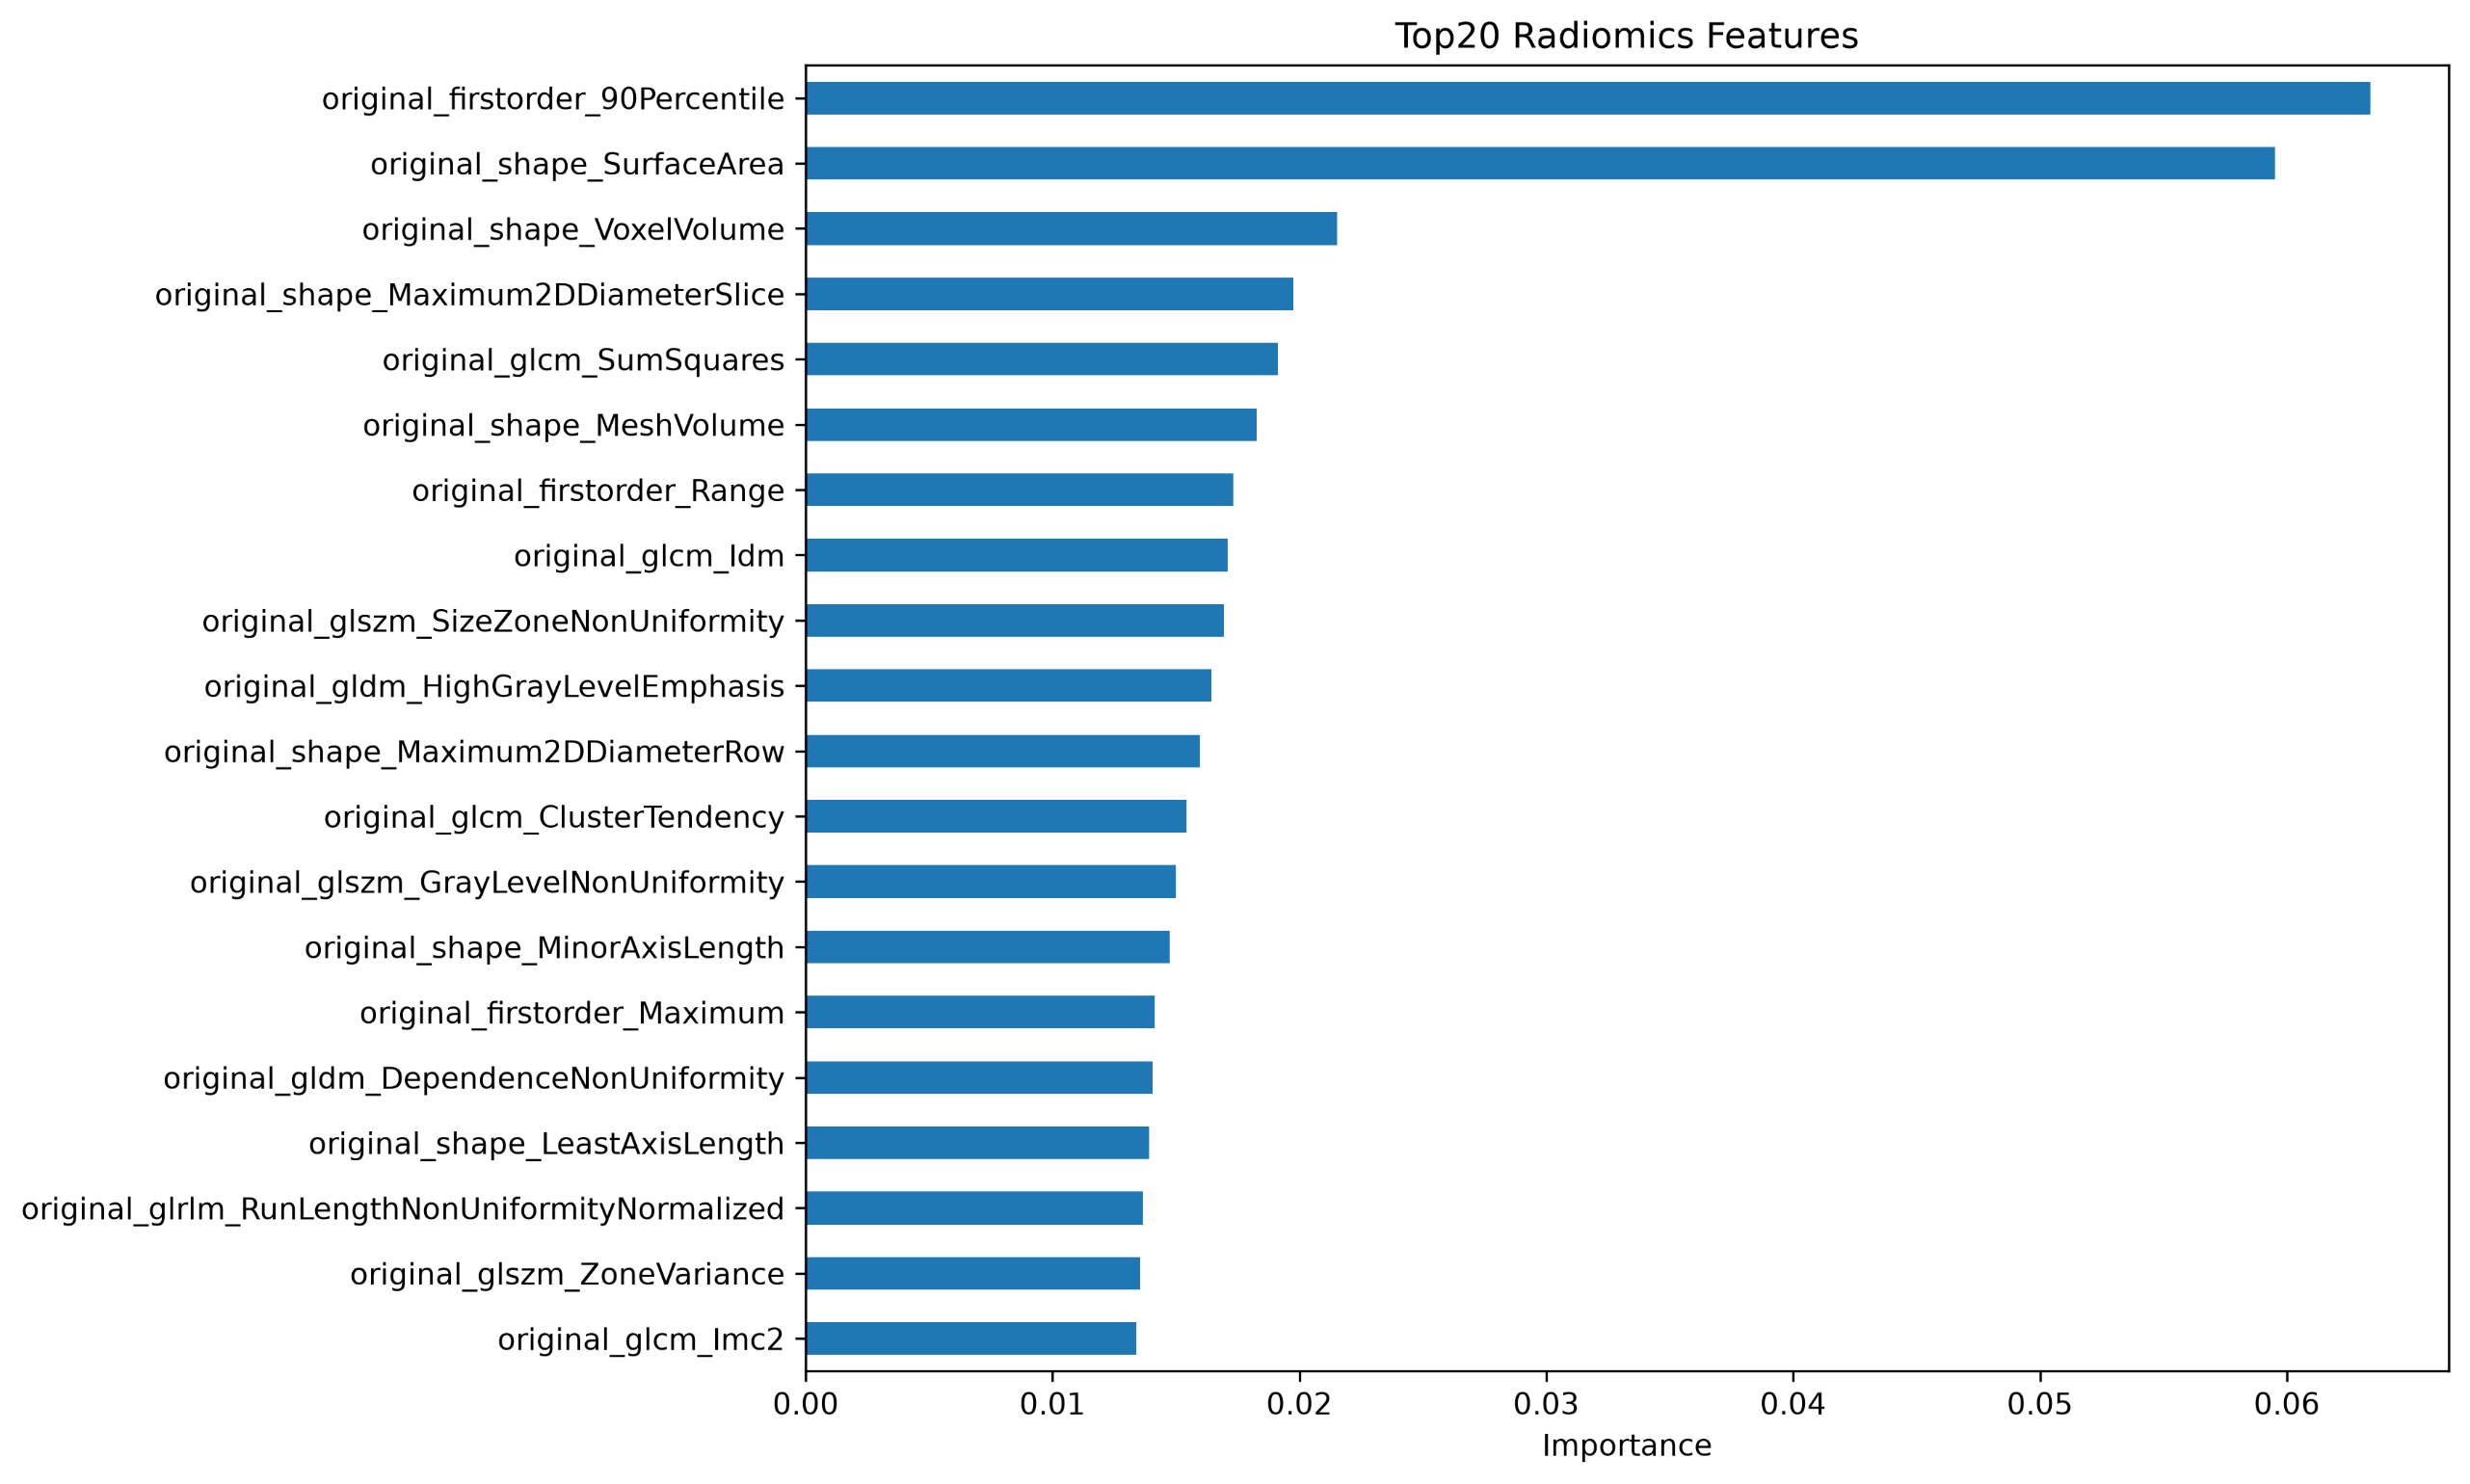 Top20 Radiomics Features
original_firstorder_90Percentile
original_shape_SurfaceArea
original_shape_VoxelVolume
original_shape_Maximum2DDiameterSlice
original_glcm_SumSquares
original_shape_MeshVolume
original_firstorder_Range
original_glcm_Idm
original_glszm_SizeZoneNonUniformity
original_gldm_HighGrayLevelEmphasis
original_shape_Maximum2DDiameterRow
original_glcm_ClusterTendency
original_glszm_GrayLevelNonUniformity
original_shape_MinorAxisLength
original_firstorder_Maximum
original_gldm_DependenceNonUniformity
original_shape_LeastAxisLength
original_glrlm_RunLengthNonUniformityNormalized
original_glszm_ZoneVariance
original_glcm_Imc2
0.00 0.01 0.02 0.03 0.04 0.05 0.06
Importance